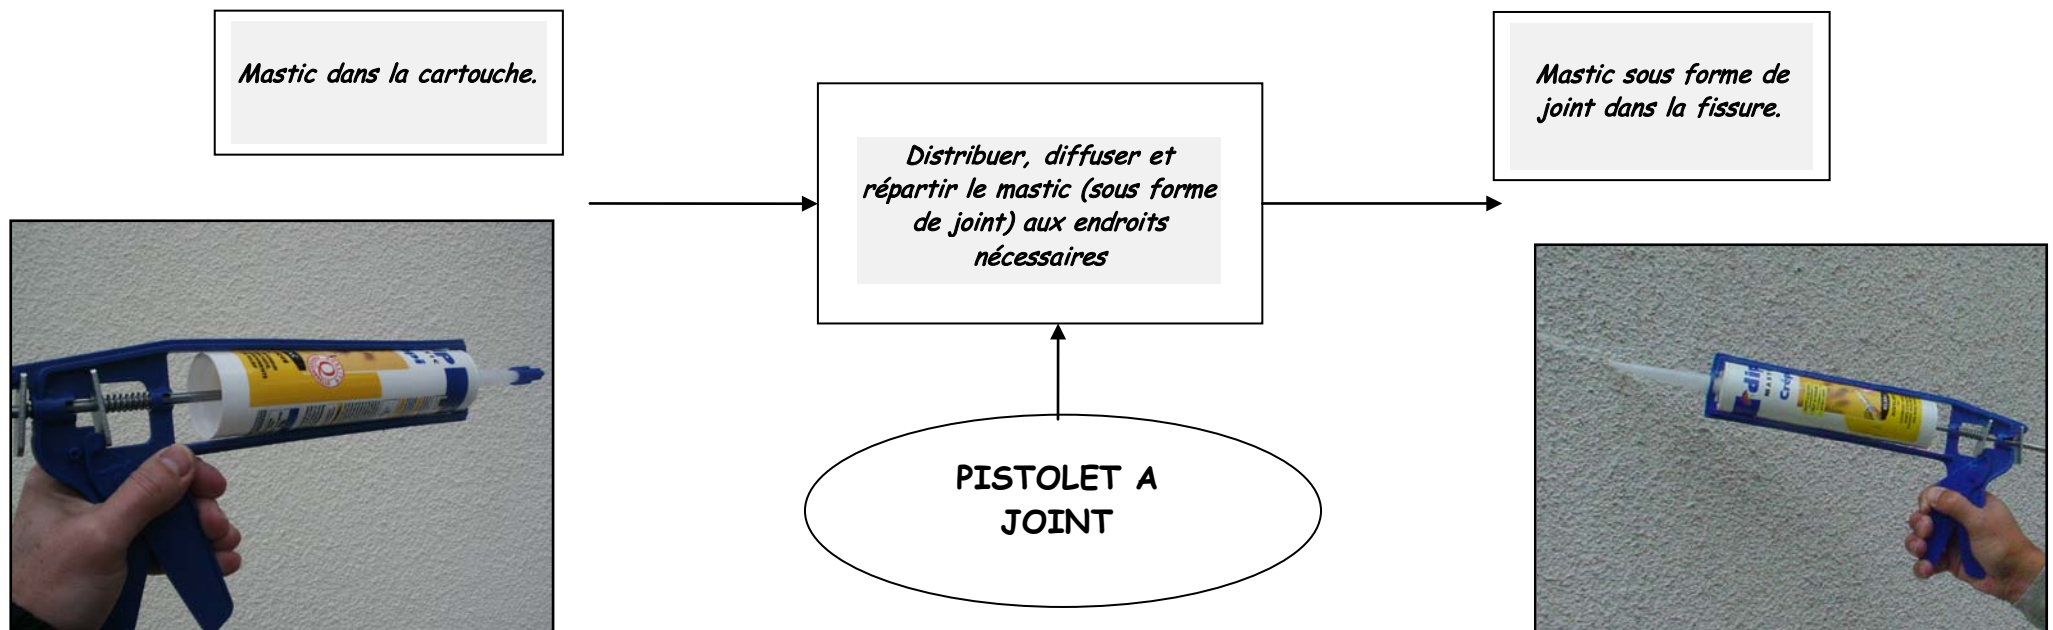 Mastic dans la cartouche.
Distribuer, diffuser et
répartir le mastic (sous forme
de joint) aux endroits
nécessaires
Mastic sous forme de
joint dans la fissure.
PISTOLET A
JOINT